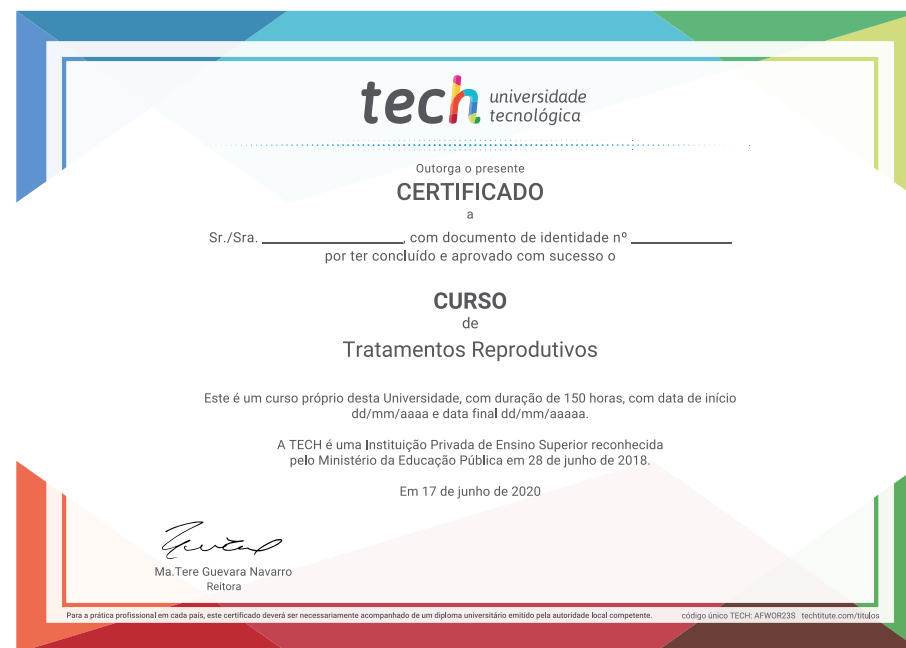 tech universidade
tecnológica
Outorga o presente
CERTIFICADO
a
Sr./Sra. ____________, com documento de identidade nº ____________
por ter concluído e aprovado com sucesso o
CURSO
de
Tratamentos Reprodutivos
Este é um curso próprio desta Universidade, com duração de 150 horas, com data de início
dd/mm/aaaa e data final dd/mm/aaaaa.
A TECH é uma Instituição Privada de Ensino Superior reconhecida
pelo Ministério da Educação Pública em 28 de junho de 2018.
Em 17 de junho de 2020
Ma.Tere Guevara Navarro
Reitora
Para a prática profissional em cada país, este certificado deverá ser necessariamente acompanhado de um diploma universitário emitido pela autoridade local competente. código único TECH: AFWOR23S techtitute.com/titulos